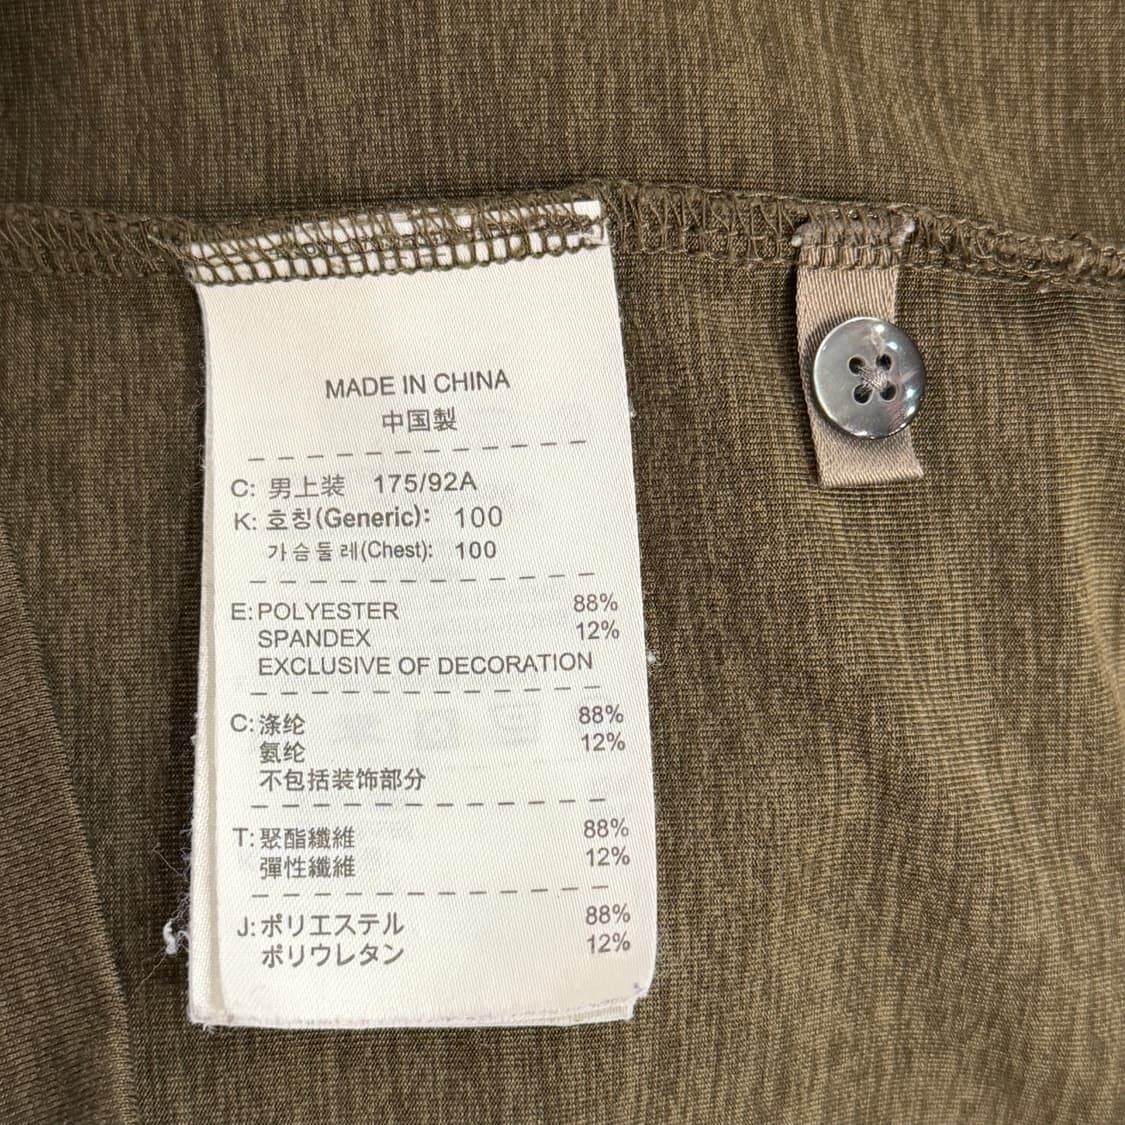 MADE IN CHINA
中国製
C: 男上装 175/92A
K: 호칭(Generic): 100
가슴둘레(Chest): 100
E: POLYESTER 88%
SPANDEX 12%
EXCLUSIVE OF DECORATION
C: 涤纶 88%
氨纶 12%
不包括装饰部分
T: 聚酯纖維 88%
彈性纖維 12%
J: ポリエステル 88%
ポリウレタン 12%